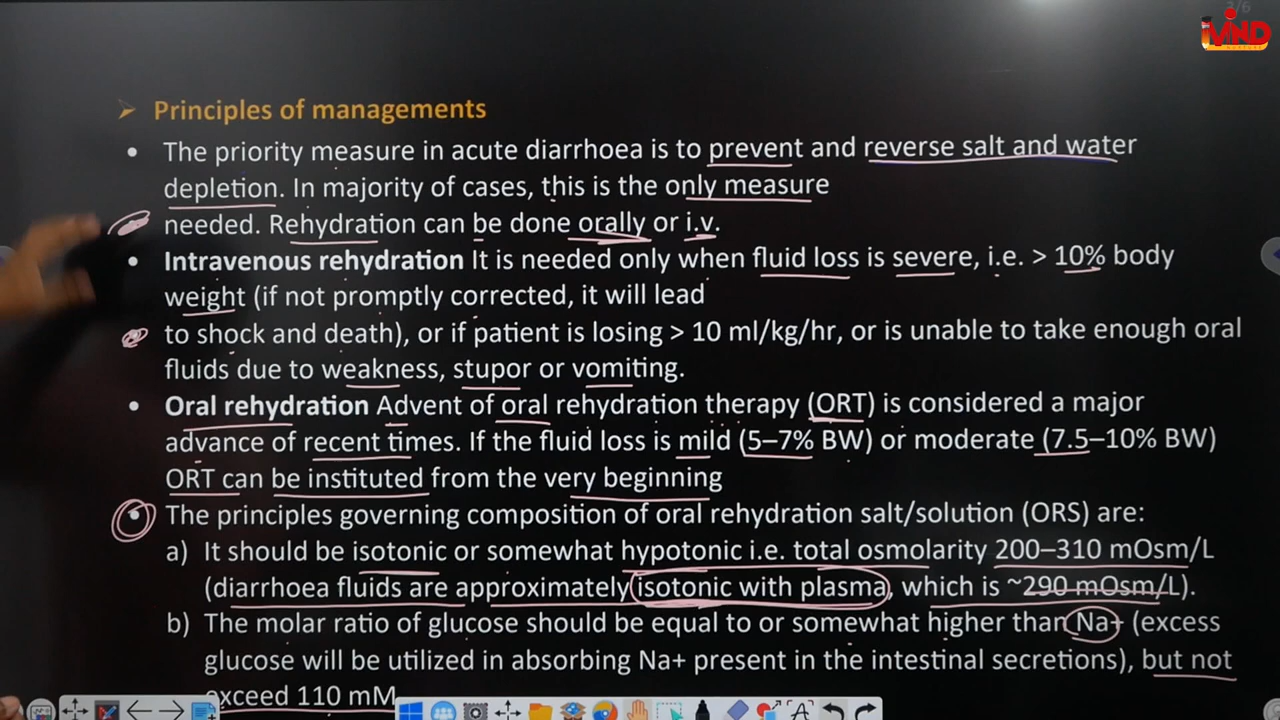 3/6
iMIND
➤ Principles of managements
• The priority measure in acute diarrhoea is to prevent and reverse salt and water
depletion. In majority of cases, this is the only measure
needed. Rehydration can be done orally or i.v.
• Intravenous rehydration It is needed only when fluid loss is severe, i.e. > 10% body
weight (if not promptly corrected, it will lead
to shock and death), or if patient is losing > 10 ml/kg/hr, or is unable to take enough oral
fluids due to weakness, stupor or vomiting.
• Oral rehydration Advent of oral rehydration therapy (ORT) is considered a major
advance of recent times. If the fluid loss is mild (5–7% BW) or moderate (7.5–10% BW)
ORT can be instituted from the very beginning
• The principles governing composition of oral rehydration salt/solution (ORS) are:
a) It should be isotonic or somewhat hypotonic i.e. total osmolarity 200–310 mOsm/L
(diarrhoea fluids are approximately isotonic with plasma, which is ~290 mOsm/L).
b) The molar ratio of glucose should be equal to or somewhat higher than Na+ (excess
glucose will be utilized in absorbing Na+ present in the intestinal secretions), but not
exceed 110 mM